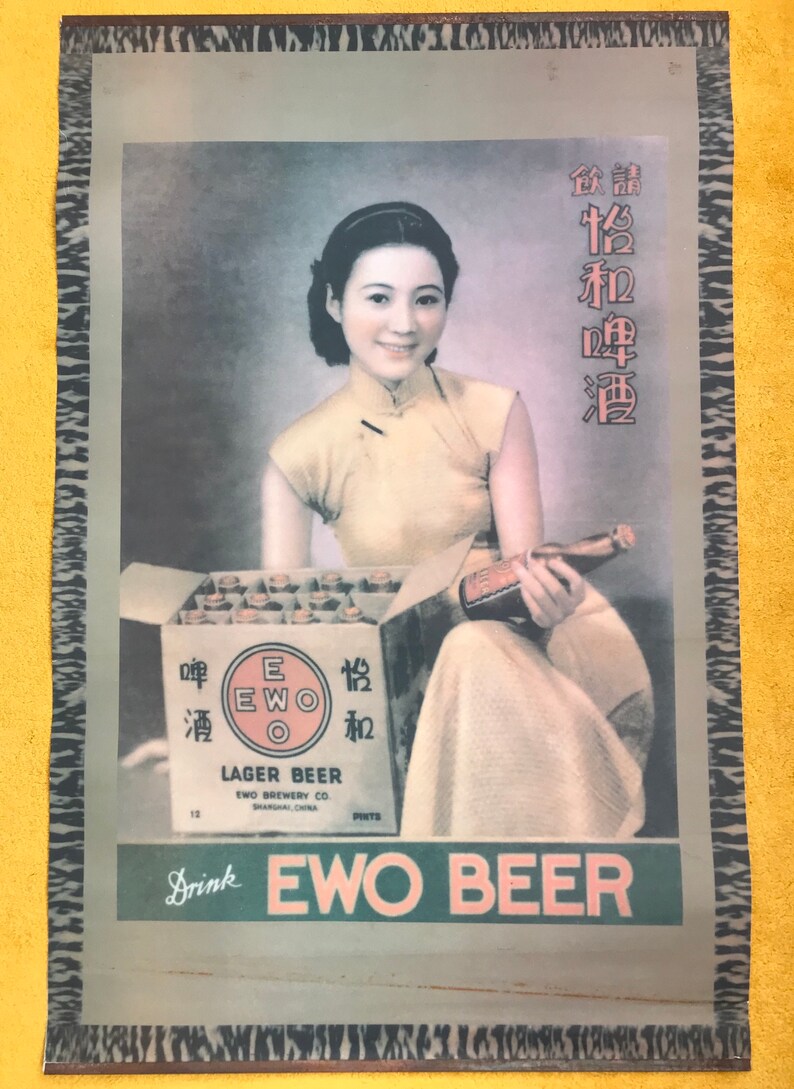 請飲
怡和啤酒
怡和
啤酒
E
EWO
O
LAGER BEER
EWO BREWERY CO.
SHANGHAI, CHINA
12
PINTS
Drink EWO BEER